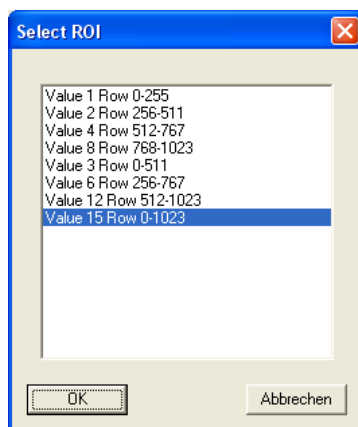 Select ROI
Value 1 Row 0-255
Value 2 Row 256-511
Value 4 Row 512-767
Value 8 Row 768-1023
Value 3 Row 0-511
Value 6 Row 256-767
Value 12 Row 512-1023
Value 15 Row 0-1023
OK
Abbrechen